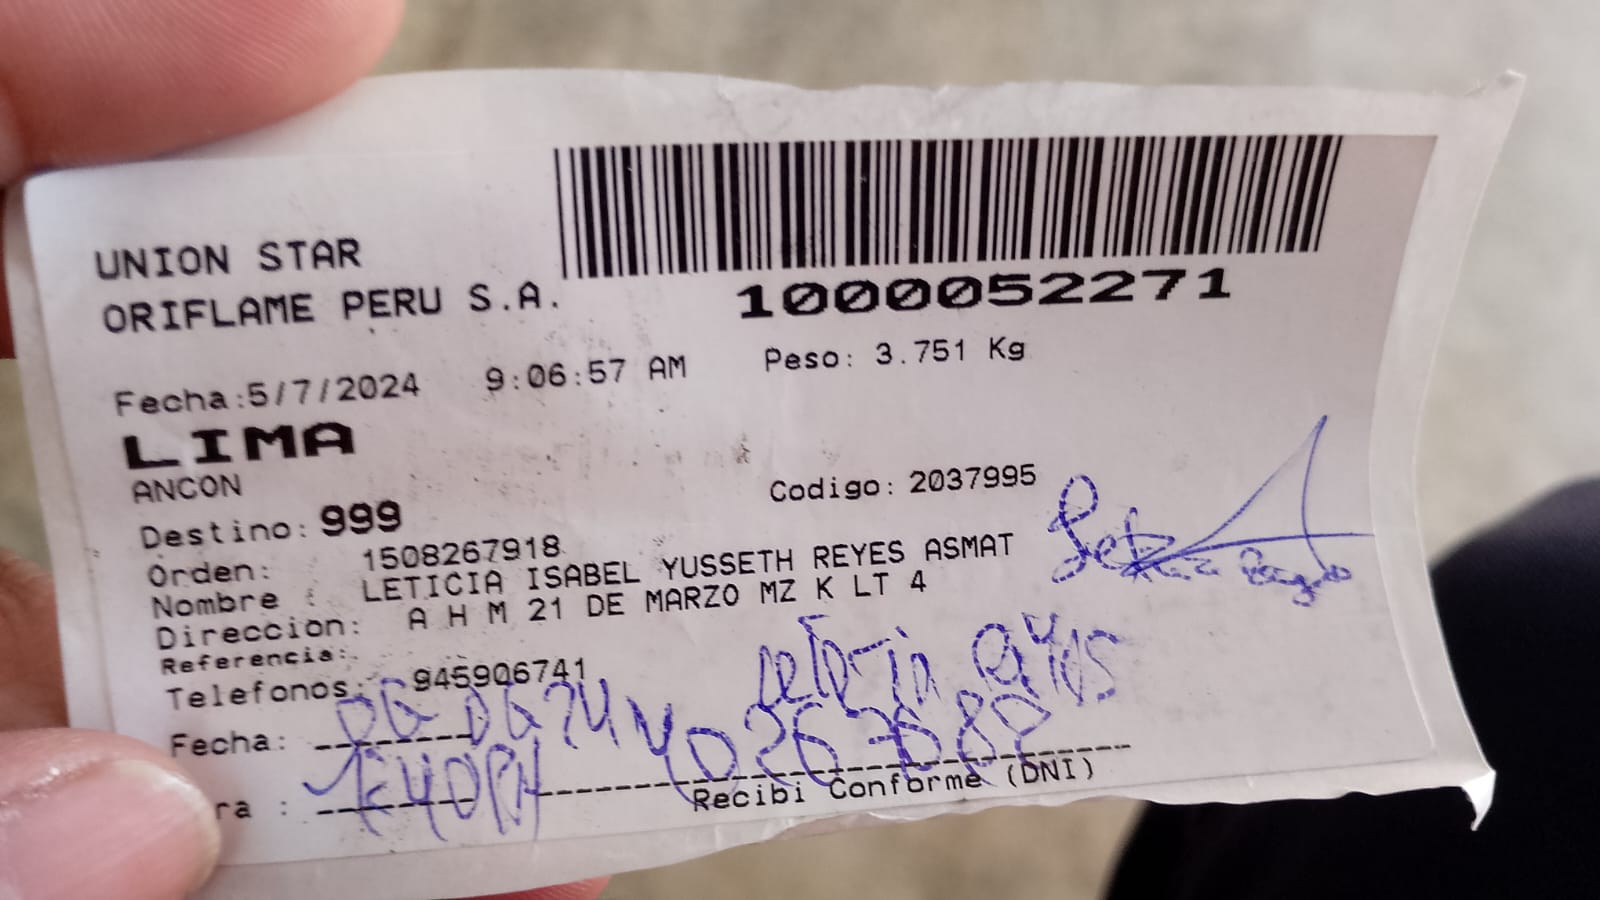 UNION STAR
ORIFLAME PERU S.A.
1000052271
Fecha:5/7/2024 9:06:57 AM Peso: 3.751 Kg
LIMA
ANCON
Codigo: 2037995
Destino: 999
Orden: 1508267918
Nombre : LETICIA ISABEL YUSSETH REYES ASMAT
Direccion: A H M 21 DE MARZO MZ K LT 4
Referencia:
Telefonos: 945906741
Fecha:
ra :
Recibi Conforme (DNI)